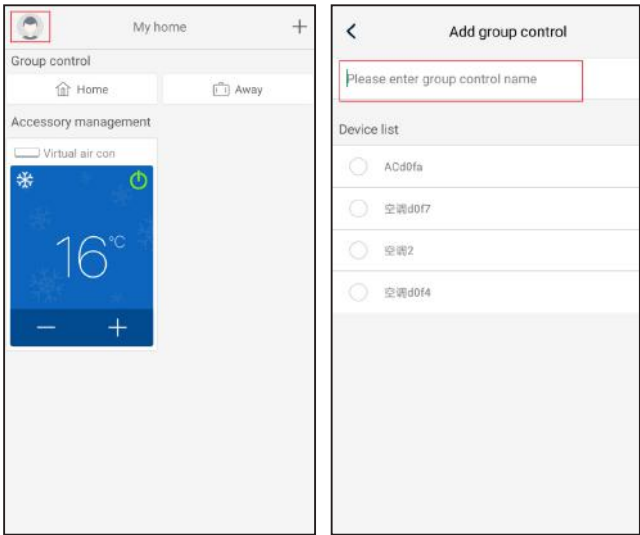 My home
+
Group control
Home
Away
Accessory management
Virtual air con
16°C
− +
Add group control
Please enter group control name
Device list
ACd0fa
空调d0f7
空调2
空调d0f4